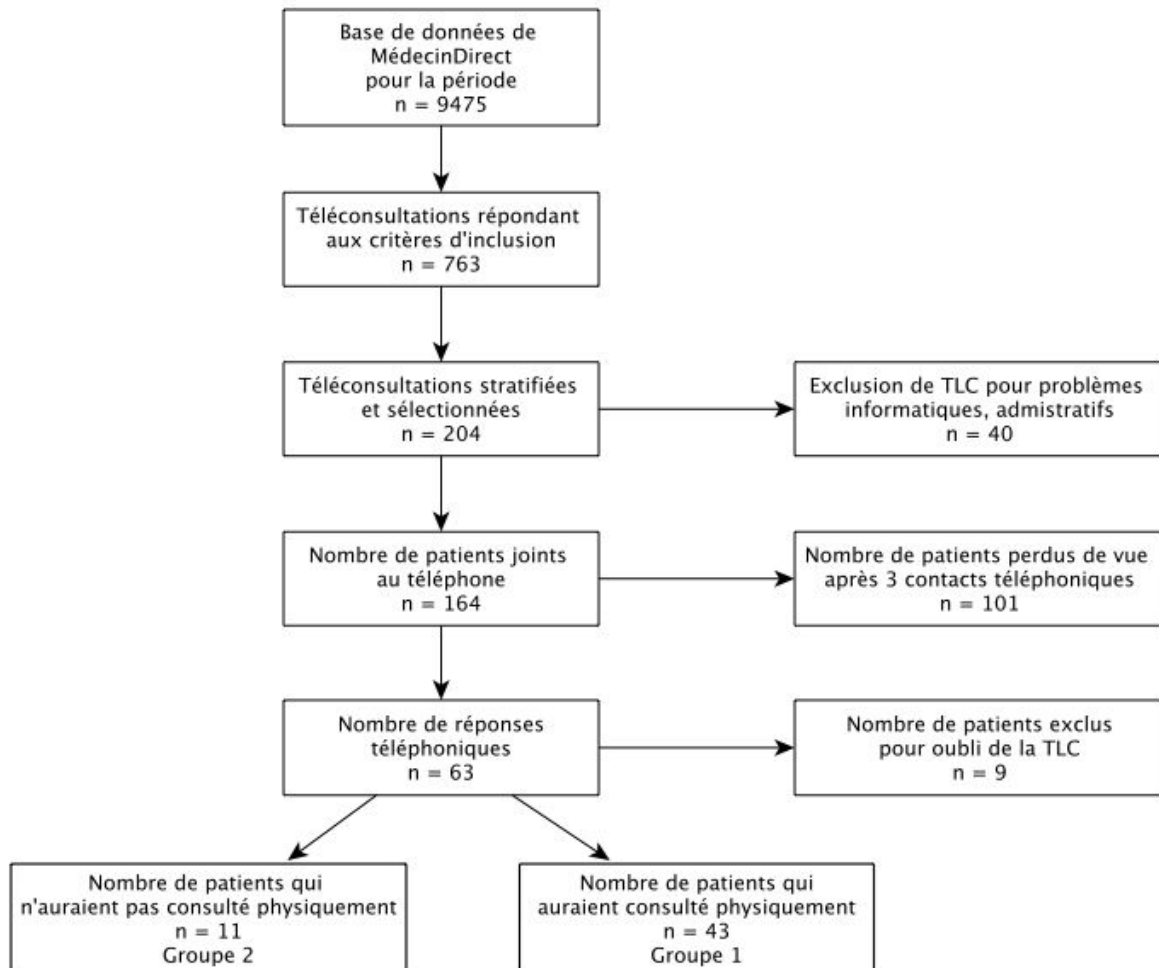 Base de données de
MédecinDirect
pour la période
n = 9475
Téléconsultations répondant
aux critères d'inclusion
n = 763
Téléconsultations stratifiées
et sélectionnées
n = 204
Exclusion de TLC pour problèmes
informatiques, admistratifs
n = 40
Nombre de patients joints
au téléphone
n = 164
Nombre de patients perdus de vue
après 3 contacts téléphoniques
n = 101
Nombre de réponses
téléphoniques
n = 63
Nombre de patients exclus
pour oubli de la TLC
n = 9
Nombre de patients qui
n'auraient pas consulté physiquement
n = 11
Groupe 2
Nombre de patients qui
auraient consulté physiquement
n = 43
Groupe 1